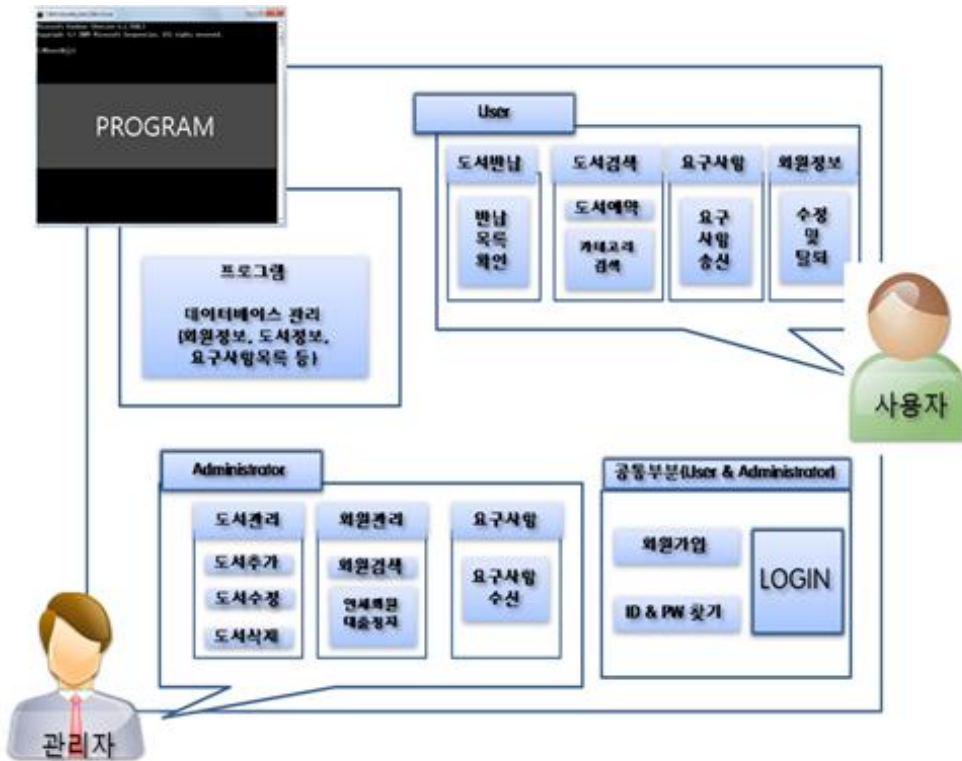 PROGRAM
프로그램
데이터베이스 관리
(회원정보, 도서정보,
요구사항목록 등)
User
도서반납
반납
목록
확인
도서검색
도서예약
카테고리
검색
요구사항
요구
사항
송신
회원정보
수정
및
탈퇴
사용자
Administrator
도서관리
도서추가
도서수정
도서삭제
회원관리
회원검색
연체회원
대출정지
요구사항
요구사항
수신
관리자
공통부분(User & Administrator)
회원가입
ID & PW 찾기
LOGIN